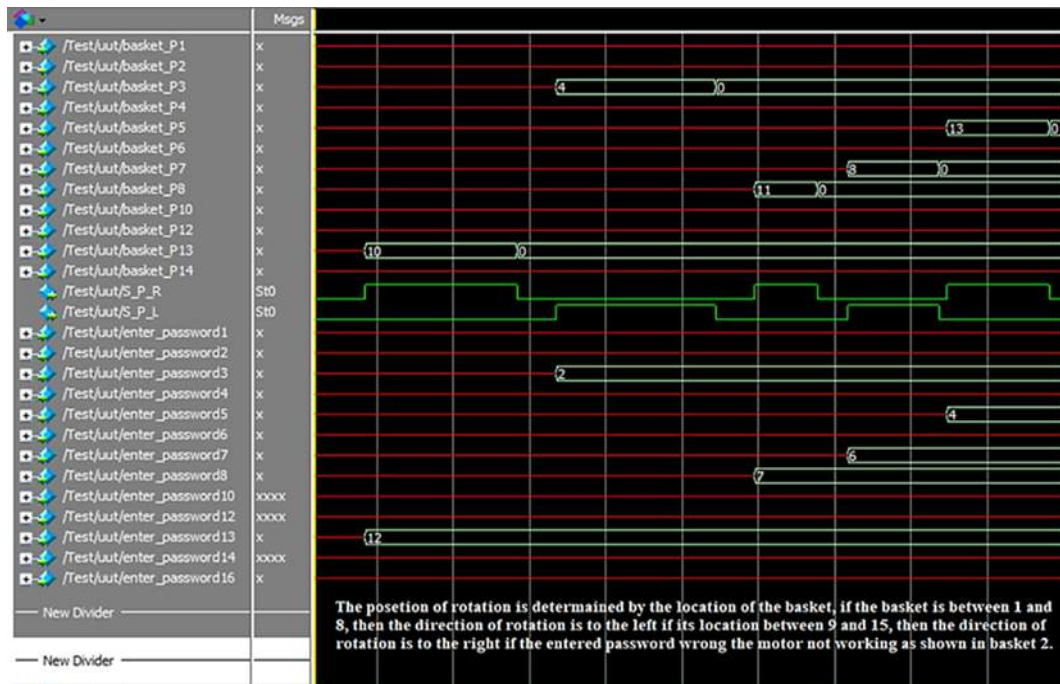 Msgs
/Test/uut/basket_P1 x
/Test/uut/basket_P2 x
/Test/uut/basket_P3 x 4 0
/Test/uut/basket_P4 x
/Test/uut/basket_P5 x 13 0
/Test/uut/basket_P6 x
/Test/uut/basket_P7 x 8 0
/Test/uut/basket_P8 x 11 0
/Test/uut/basket_P10 x
/Test/uut/basket_P12 x
/Test/uut/basket_P13 x 10 0
/Test/uut/basket_P14 x
/Test/uut/S_P_R St0
/Test/uut/S_P_L St0
/Test/uut/enter_password1 x
/Test/uut/enter_password2 x
/Test/uut/enter_password3 x 2
/Test/uut/enter_password4 x
/Test/uut/enter_password5 x 4
/Test/uut/enter_password6 x
/Test/uut/enter_password7 x 6
/Test/uut/enter_password8 x 7
/Test/uut/enter_password10 xxxx
/Test/uut/enter_password12 xxxx
/Test/uut/enter_password13 x 12
/Test/uut/enter_password14 xxxx
/Test/uut/enter_password16 x
New Divider
The posetion of rotation is determained by the location of the basket, if the basket is between 1 and
8, then the direction of rotation is to the left if its location between 9 and 15, then the direction of
rotation is to the right if the entered password wrong the motor not working as shown in basket 2.
New Divider